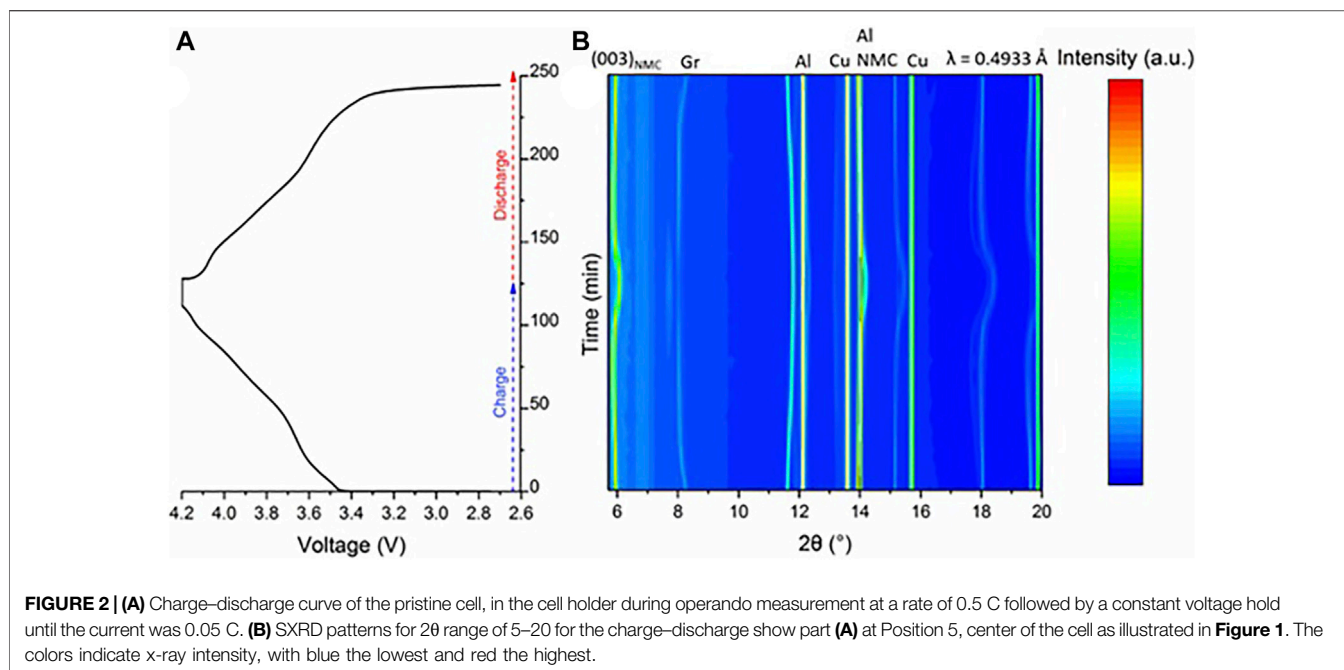 A
B
Al
(003)NMC Gr Al Cu NMC Cu λ = 0.4933 Å Intensity (a.u.)
250
200
150
100
50
0
Discharge
Charge
Time (min)
4.2 4.0 3.8 3.6 3.4 3.2 3.0 2.8 2.6
Voltage (V)
6 8 10 12 14 16 18 20
2θ (°)
FIGURE 2 | (A) Charge–discharge curve of the pristine cell, in the cell holder during operando measurement at a rate of 0.5 C followed by a constant voltage hold
until the current was 0.05 C. (B) SXRD patterns for 2θ range of 5–20 for the charge–discharge show part (A) at Position 5, center of the cell as illustrated in Figure 1. The
colors indicate x-ray intensity, with blue the lowest and red the highest.